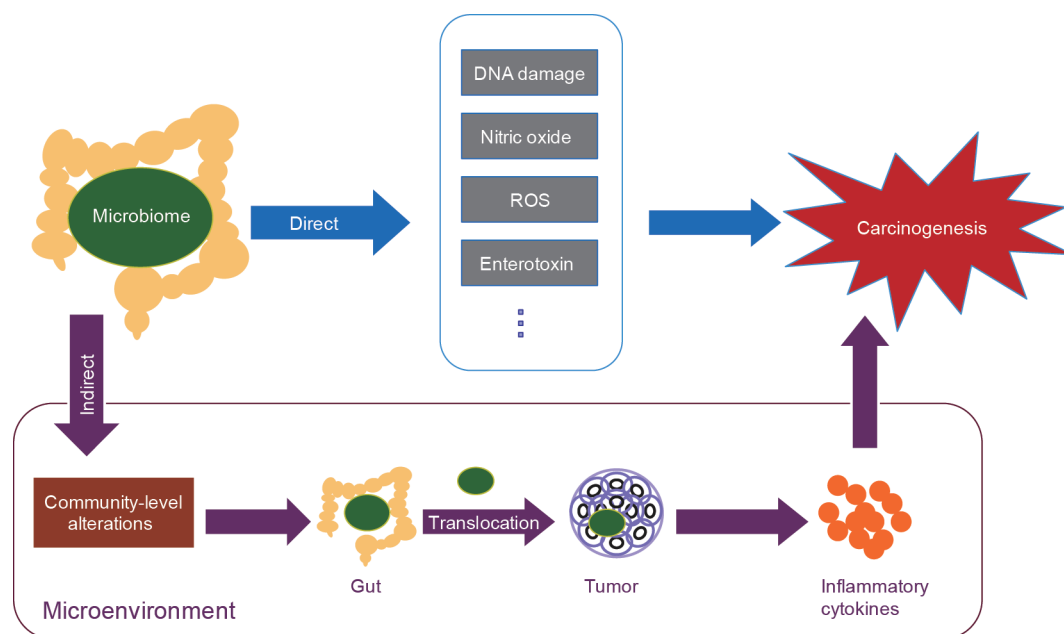 DNA damage
Nitric oxide
ROS
Enterotoxin
Microbiome
Direct
Carcinogenesis
Indirect
Community-level
alterations
Translocation
Gut
Tumor
Inflammatory
cytokines
Microenvironment